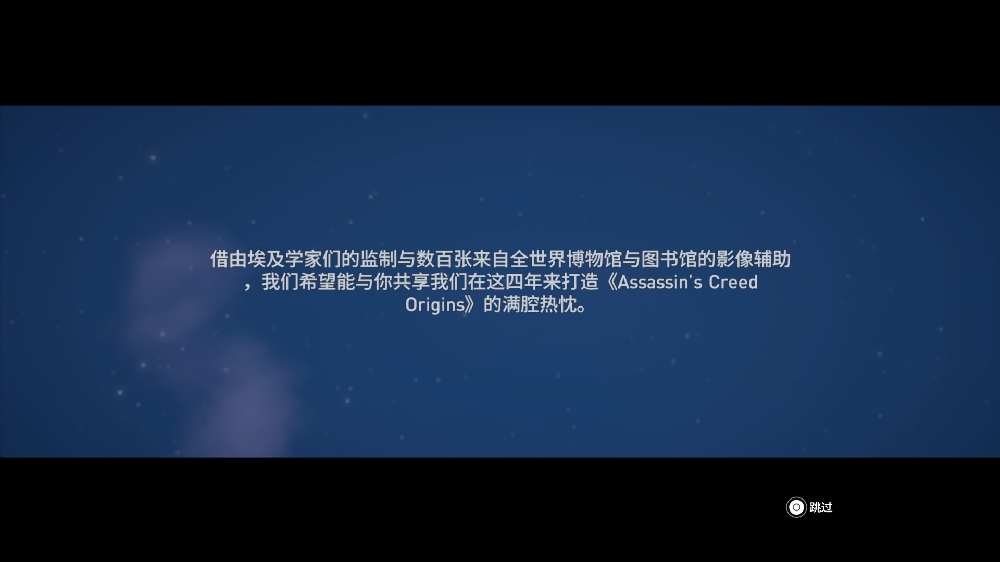 借由埃及学家们的监制与数百张来自全世界博物馆与图书馆的影像辅助
，我们希望能与你共享我们在这四年来打造《Assassin's Creed
Origins》的满腔热忱。
跳过